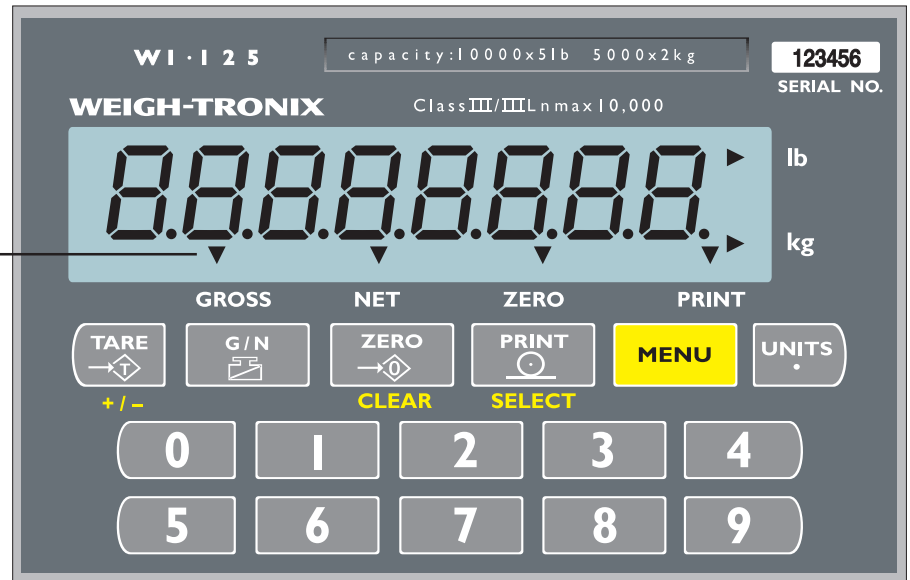 WI·125
capacity:10000x5lb 5000x2kg
123456
SERIAL NO.
WEIGH-TRONIX
ClassIII/IIILnmax10,000
8.8.8.8.8.8.8.8.
lb
kg
GROSS NET ZERO PRINT
TARE G/N ZERO PRINT MENU UNITS
T 0 .
+/– CLEAR SELECT
0 1 2 3 4
5 6 7 8 9